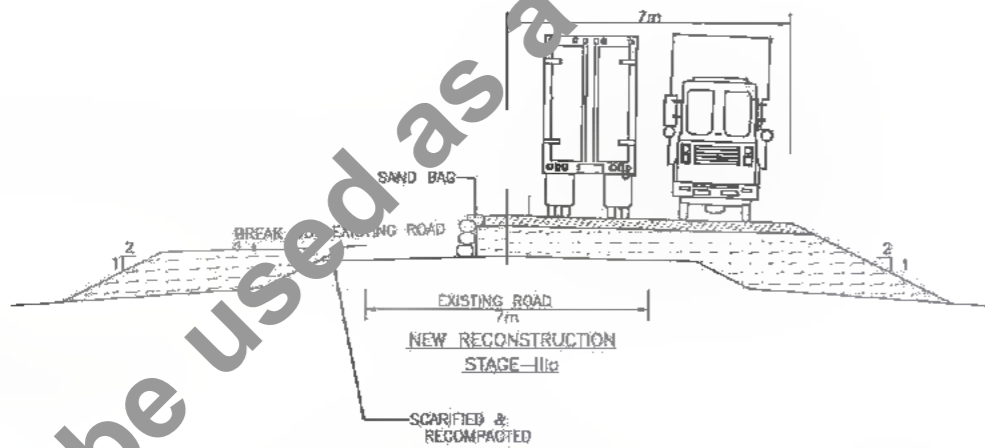 7m
SAND BAG
BREAK EXISTING ROAD
2
1
2
1
EXISTING ROAD
7m
NEW RECONSTRUCTION
STAGE-IIIa
SCARIFIED &
RECOMPACTED
be used as a